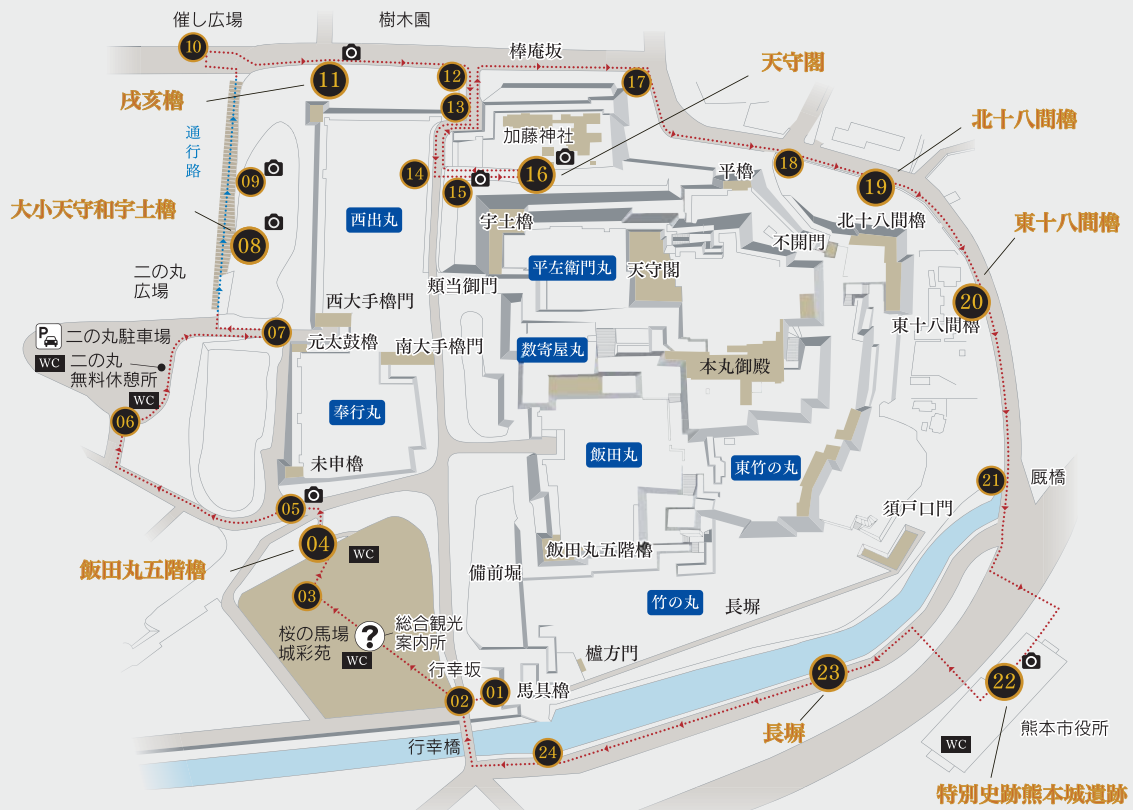 催し広場
樹木園
10
11
12
棒庵坂
天守閣
戌亥櫓
13
17
北十八間櫓
通行路
加藤神社
09
14
15
16
18
19
平櫓
大小天守和宇土櫓
08
西出丸
宇土櫓
北十八間櫓
不開門
東十八間櫓
二の丸
広場
平左衛門丸
天守閣
頬当御門
西大手櫓門
20
東十八間櫓
P
二の丸駐車場
07
元太鼓櫓
南大手櫓門
数寄屋丸
WC
二の丸
無料休憩所
本丸御殿
WC
06
奉行丸
飯田丸
東竹の丸
未申櫓
21
厩橋
05
須戸口門
04
WC
飯田丸五階櫓
飯田丸五階櫓
備前堀
03
竹の丸
長塀
桜の馬場
城彩苑
?
総合観光
案内所
WC
櫨方門
行幸坂
01
02
馬具櫓
23
22
長塀
熊本市役所
行幸橋
24
WC
特別史跡熊本城遺跡